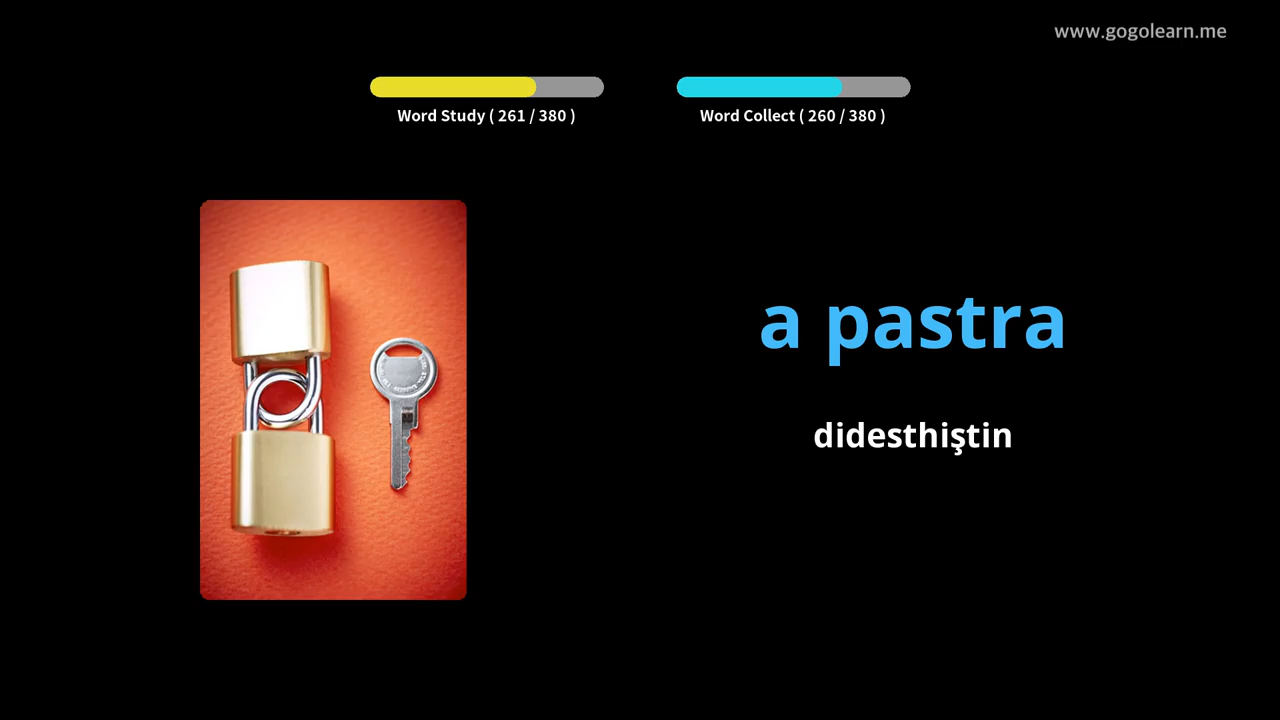 www.gogolearn.me
Word Study ( 261 / 380 )
Word Collect ( 260 / 380 )
a pastra
didesthiştin